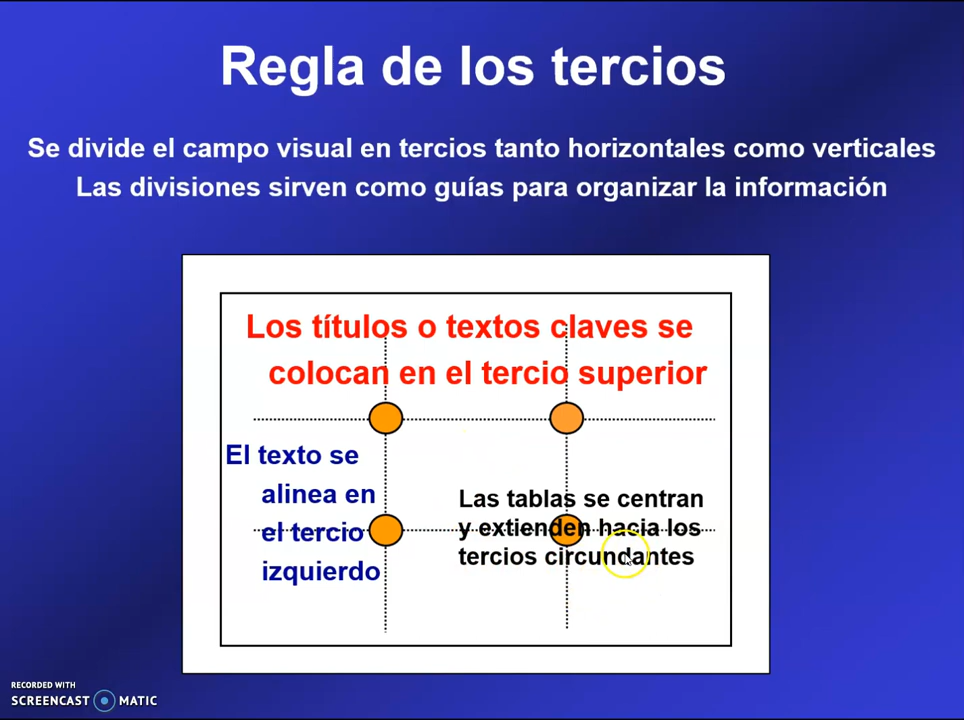 Regla de los tercios
Se divide el campo visual en tercios tanto horizontales como verticales
Las divisiones sirven como guías para organizar la información
Los títulos o textos claves se
colocan en el tercio superior
El texto se
alinea en
el tercio
izquierdo
Las tablas se centran
y extienden hacia los
tercios circundantes
RECORDED WITH
SCREENCAST MATIC